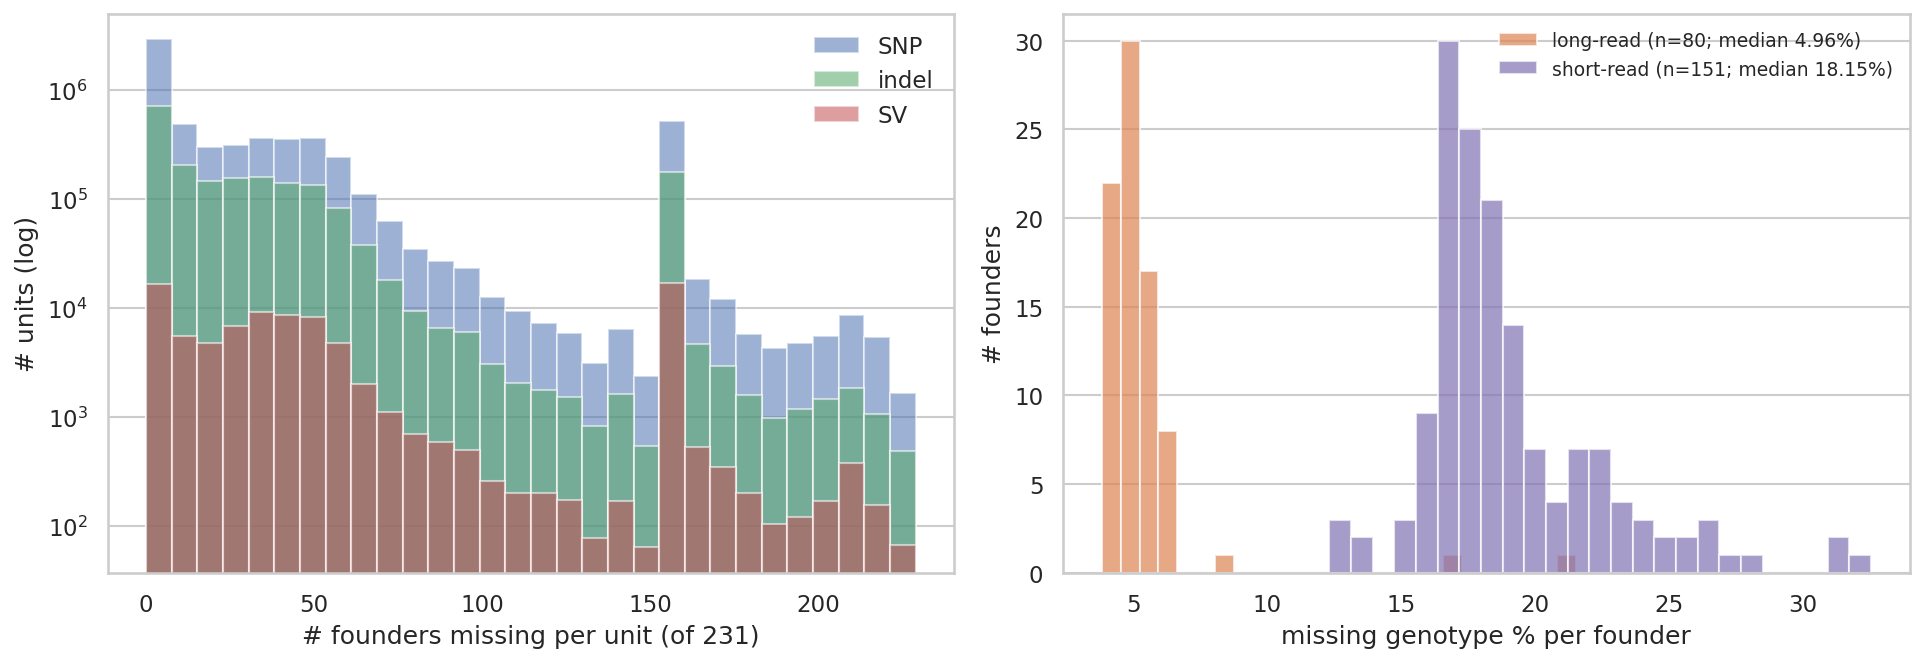 SNP
indel
SV
10^6
10^5
10^4
10^3
10^2
# units (log)
0 50 100 150 200
# founders missing per unit (of 231)
long-read (n=80; median 4.96%)
short-read (n=151; median 18.15%)
30
25
20
15
10
5
0
# founders
5 10 15 20 25 30
missing genotype % per founder